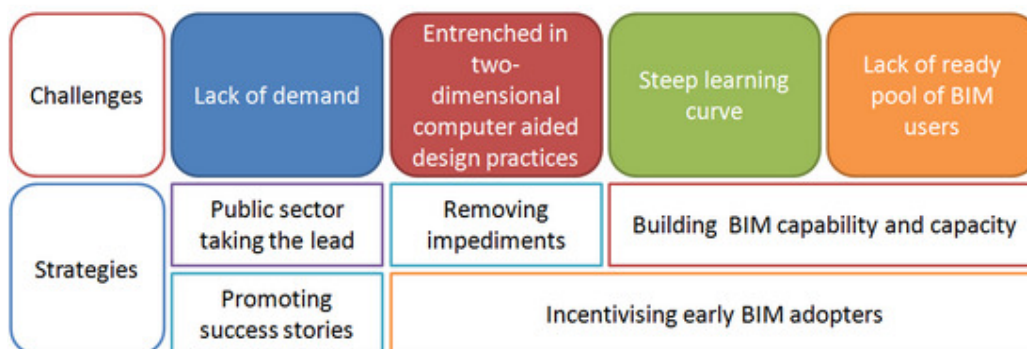 Challenges
Lack of demand
Entrenched in
two-
dimensional
computer aided
design practices
Steep learning
curve
Lack of ready
pool of BIM
users
Strategies
Public sector
taking the lead
Removing
impediments
Building BIM capability and capacity
Promoting
success stories
Incentivising early BIM adopters